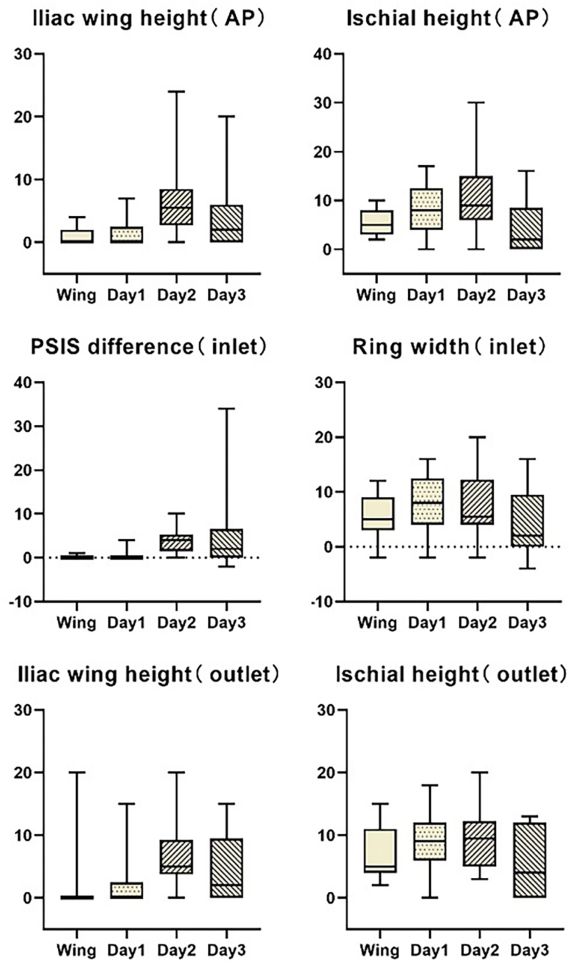 Iliac wing height( AP)
30
20
10
0
Wing Day1 Day2 Day3
Ischial height( AP)
40
30
20
10
0
Wing Day1 Day2 Day3
PSIS difference( inlet)
40
30
20
10
0
-10
Wing Day1 Day2 Day3
Ring width( inlet)
30
20
10
0
-10
Wing Day1 Day2 Day3
Iliac wing height( outlet)
30
20
10
0
Wing Day1 Day2 Day3
Ischial height( outlet)
30
20
10
0
Wing Day1 Day2 Day3